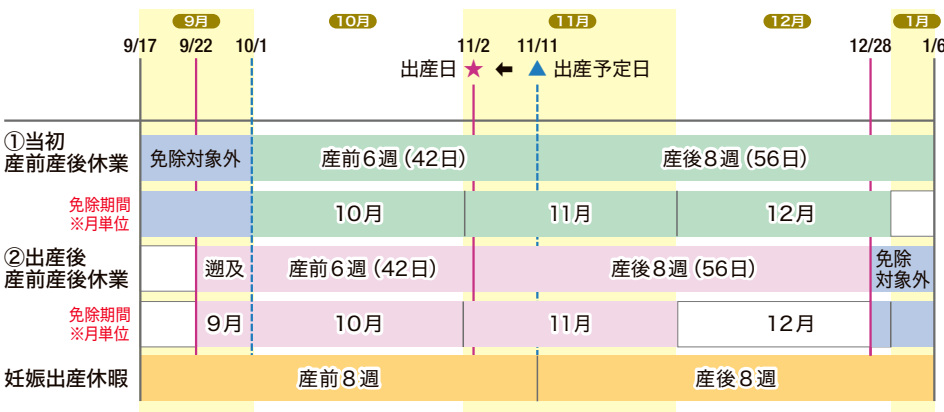 9月 10月 11月 12月 1月
9/17 9/22 10/1 11/2 11/11 12/28 1/6
出産日 ★ ← ▲ 出産予定日
①当初
産前産後休業
免除対象外 産前6週（42日） 産後8週（56日）
免除期間
※月単位
10月 11月 12月
②出産後
産前産後休業
遡及 産前6週（42日） 産後8週（56日） 免除
対象外
免除期間
※月単位
9月 10月 11月 12月
妊娠出産休暇 産前8週 産後8週